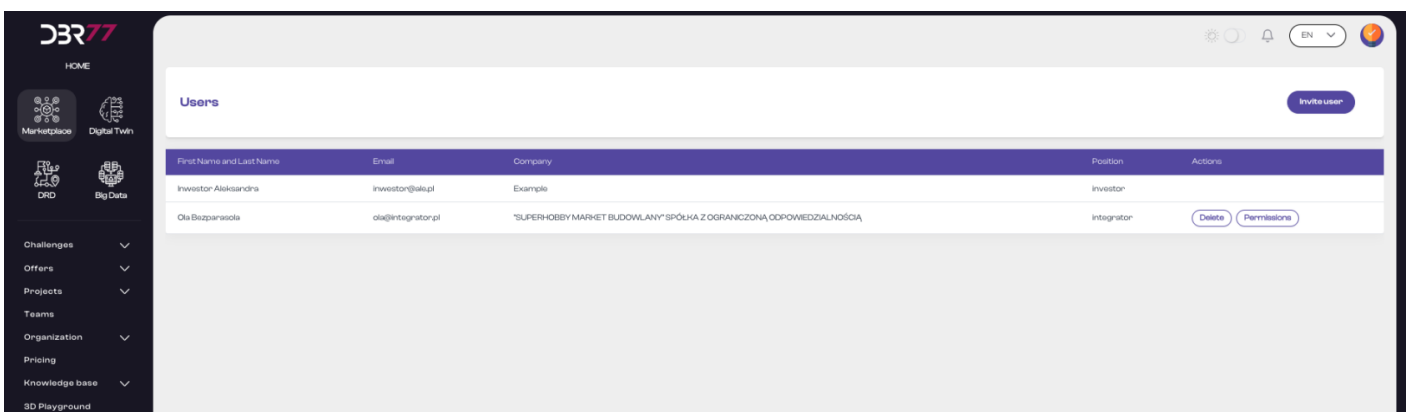 DBR77
HOME
Marketplace
Digital Twin
DRD
Big Data
Challenges
Offers
Projects
Teams
Organization
Pricing
Knowledge base
3D Playground
EN
Users
Invite user
First Name and Last Name Email Company Position Actions
Inwestor Aleksandra inwestor@ale.pl Example investor
Ola Bezparasola ola@integrator.pl "SUPERHOBBY MARKET BUDOWLANY" SPÓŁKA Z OGRANICZONĄ ODPOWIEDZIALNOŚCIĄ integrator Delete Permissions